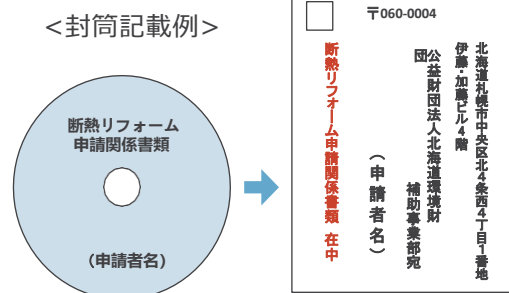 <封筒記載例>
断熱リフォーム
申請関係書類
(申請者名)
〒060-0004
北海道札幌市中央区北4条西4丁目1番地
伊藤・加藤ビル4階
公益財団法人北海道環境財
団
補助事業部宛
(申請者名)
断熱リフォーム申請関係書類 在中